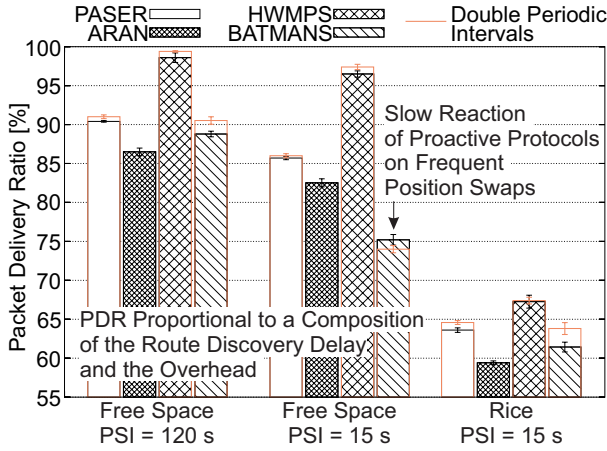 PASER HWMPS Double Periodic
ARAN BATMANS Intervals
100
95
90
85
80
75
70
65
60
55
Packet Delivery Ratio [%]
Slow Reaction
of Proactive Protocols
on Frequent
Position Swaps
PDR Proportional to a Composition
of the Route Discovery Delay
and the Overhead
Free Space Free Space Rice
PSI = 120 s PSI = 15 s PSI = 15 s